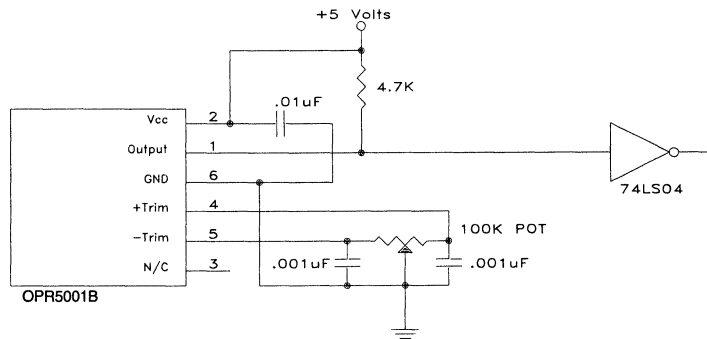 +5 Volts
4.7K
.01uF
Vcc 2
Output 1
GND 6
+Trim 4
-Trim 5
N/C 3
OPR5001B
74LS04
100K POT
.001uF
.001uF